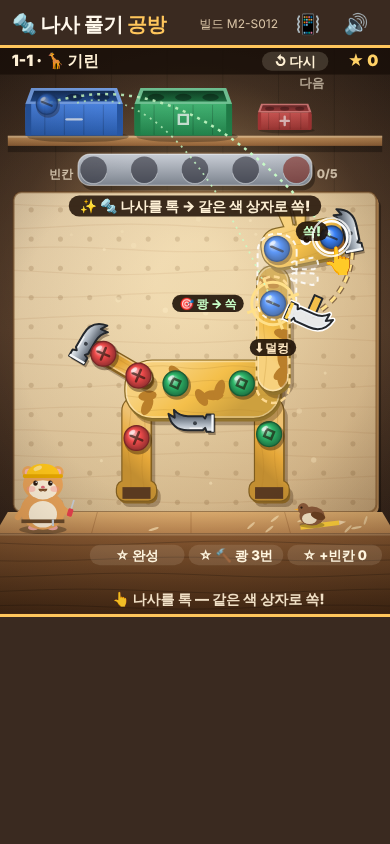 나사 풀기 공방
빌드 M2-S012
1-1 · 기린
다시
★ 0
다음
빈칸
0/5
나사를 톡 → 같은 색 상자로 쏙!
쏙!
쾅 → 쏙
덜컹
☆ 완성
☆ 쾅 3번
☆ +빈칸 0
나사를 톡 — 같은 색 상자로 쏙!